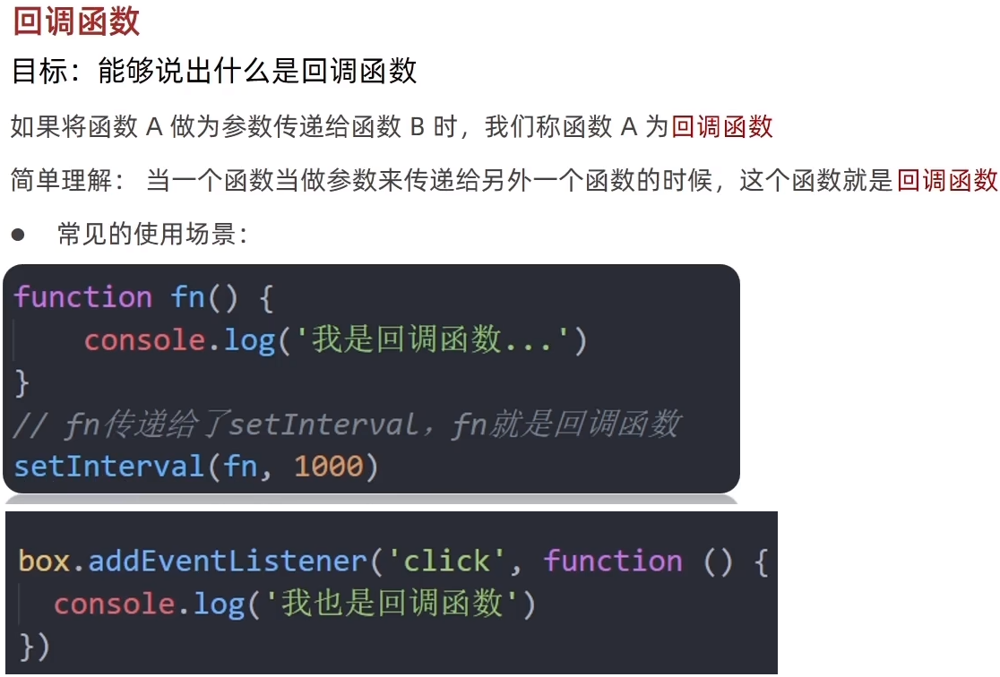 回调函数
目标：能够说出什么是回调函数
如果将函数 A 做为参数传递给函数 B 时，我们称函数 A 为回调函数
简单理解： 当一个函数当做参数来传递给另外一个函数的时候，这个函数就是回调函数
● 常见的使用场景：
function fn() {
    console.log('我是回调函数...')
}
// fn传递给了setInterval，fn就是回调函数
setInterval(fn, 1000)
box.addEventListener('click', function () {
  console.log('我也是回调函数')
})